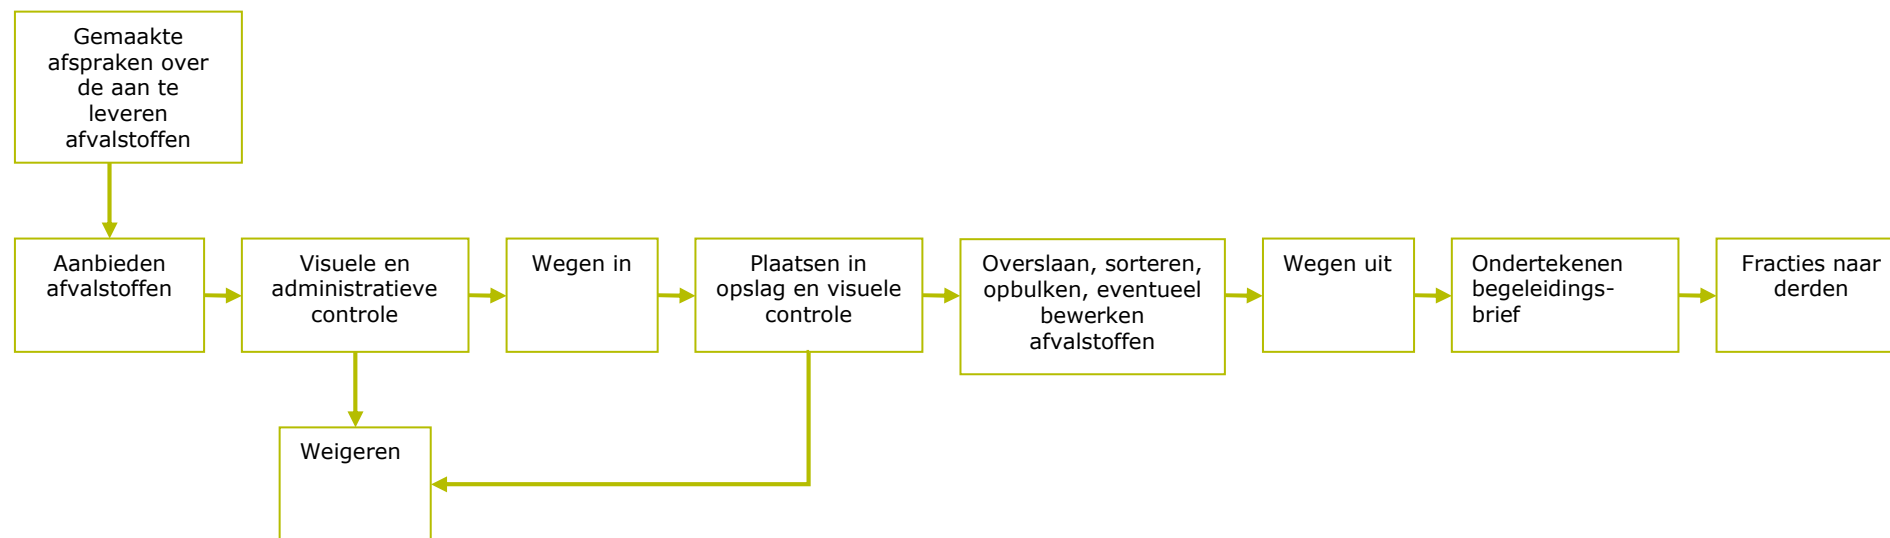 Gemaakte
afspraken over
de aan te
leveren
afvalstoffen
Aanbieden
afvalstoffen
Visuele en
administratieve
controle
Wegen in
Plaatsen in
opslag en visuele
controle
Overslaan, sorteren,
opbulken, eventueel
bewerken
afvalstoffen
Wegen uit
Ondertekenen
begeleidings-
brief
Fracties naar
derden
Weigeren